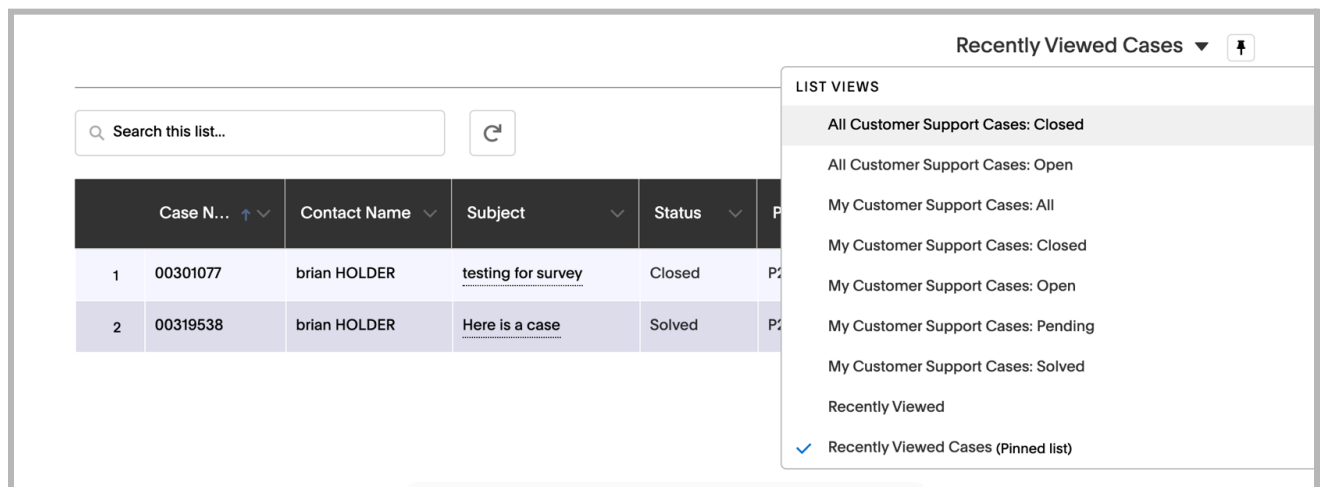 Recently Viewed Cases
LIST VIEWS
All Customer Support Cases: Closed
All Customer Support Cases: Open
My Customer Support Cases: All
My Customer Support Cases: Closed
My Customer Support Cases: Open
My Customer Support Cases: Pending
My Customer Support Cases: Solved
Recently Viewed
Recently Viewed Cases (Pinned list)
Search this list...
Case N... Contact Name Subject Status
1 00301077 brian HOLDER testing for survey Closed
2 00319538 brian HOLDER Here is a case Solved